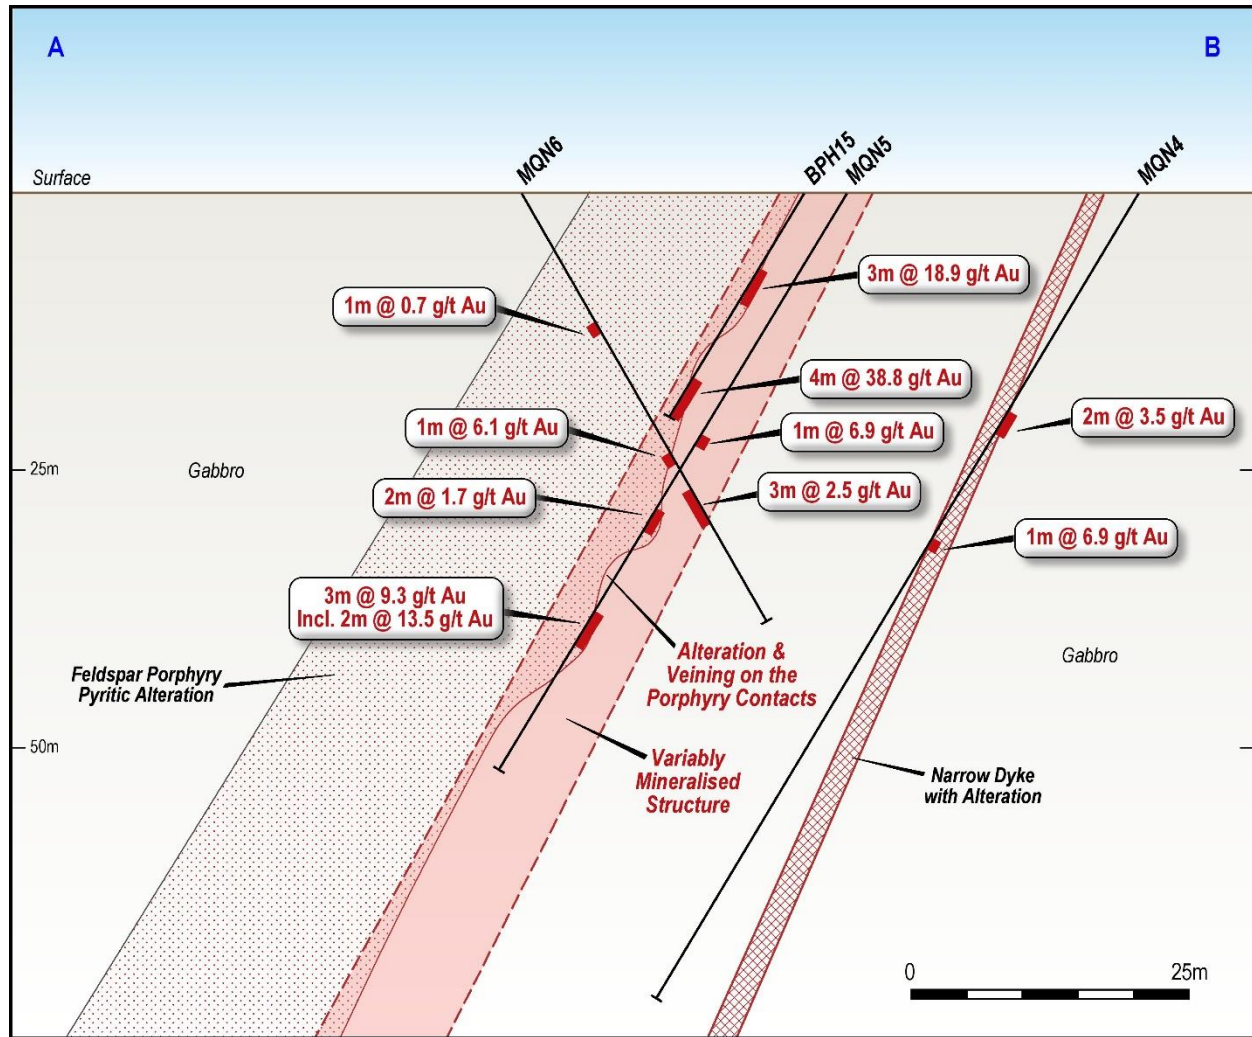 A
B
MQN6
BPH15
MQN5
MQN4
Surface
3m @ 18.9 g/t Au
1m @ 0.7 g/t Au
4m @ 38.8 g/t Au
1m @ 6.1 g/t Au
1m @ 6.9 g/t Au
2m @ 3.5 g/t Au
25m
Gabbro
2m @ 1.7 g/t Au
3m @ 2.5 g/t Au
1m @ 6.9 g/t Au
3m @ 9.3 g/t Au
Incl. 2m @ 13.5 g/t Au
Alteration &
Veining on the
Porphyry Contacts
Gabbro
Feldspar Porphyry
Pyritic Alteration
50m
Variably
Mineralised
Structure
Narrow Dyke
with Alteration
0
25m